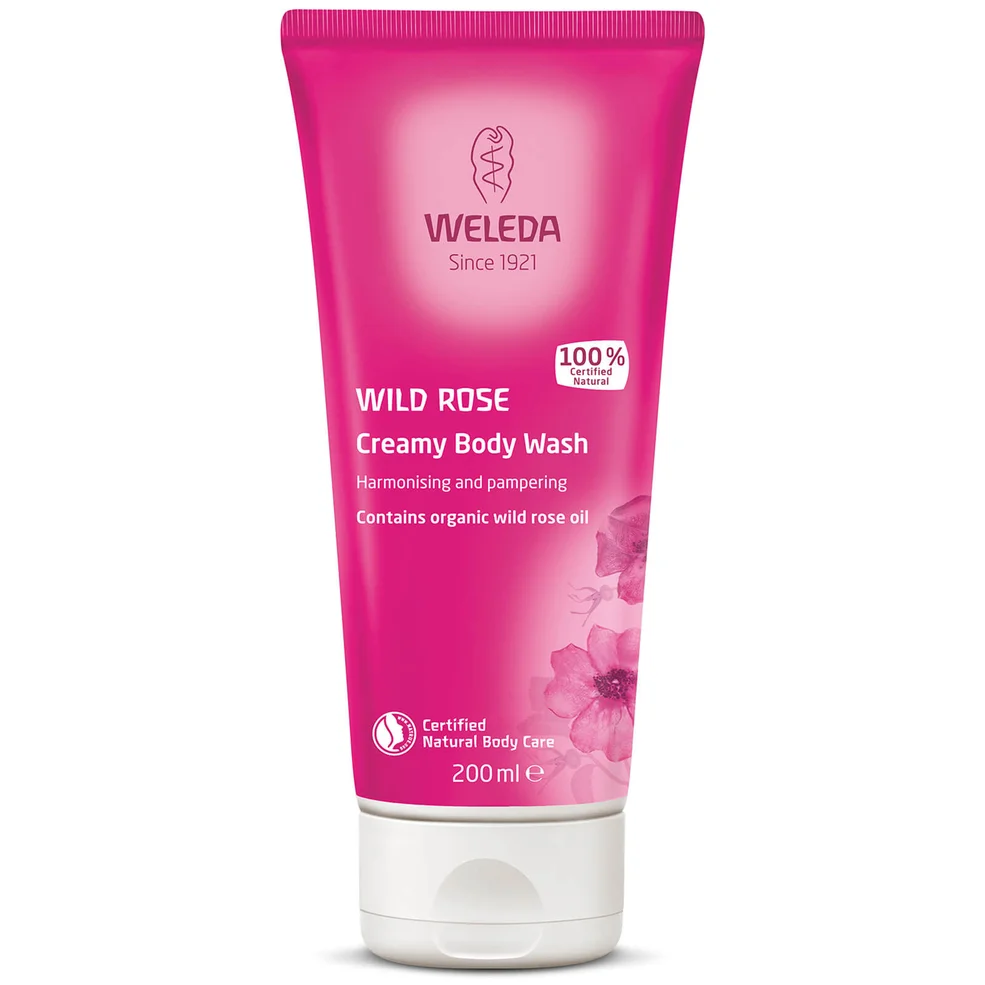 WELEDA
Since 1921
100%
Certified
Natural
WILD ROSE
Creamy Body Wash
Harmonising and pampering
Contains organic wild rose oil
Certified
Natural Body Care
200 ml ℮